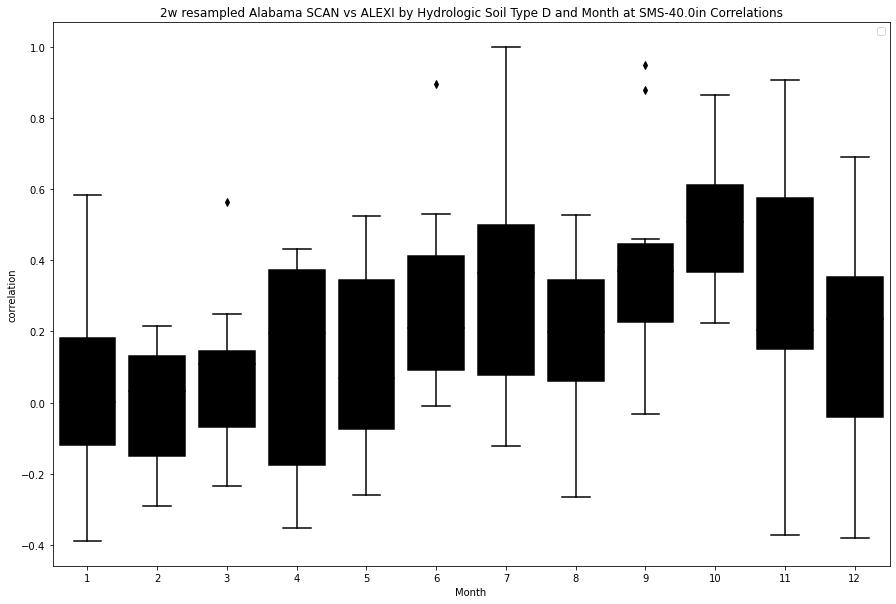 2w resampled Alabama SCAN vs ALEXI by Hydrologic Soil Type D and Month at SMS-40.0in Correlations
1.0
0.8
0.6
0.4
0.2
0.0
−0.2
−0.4
correlation
1 2 3 4 5 6 7 8 9 10 11 12
Month